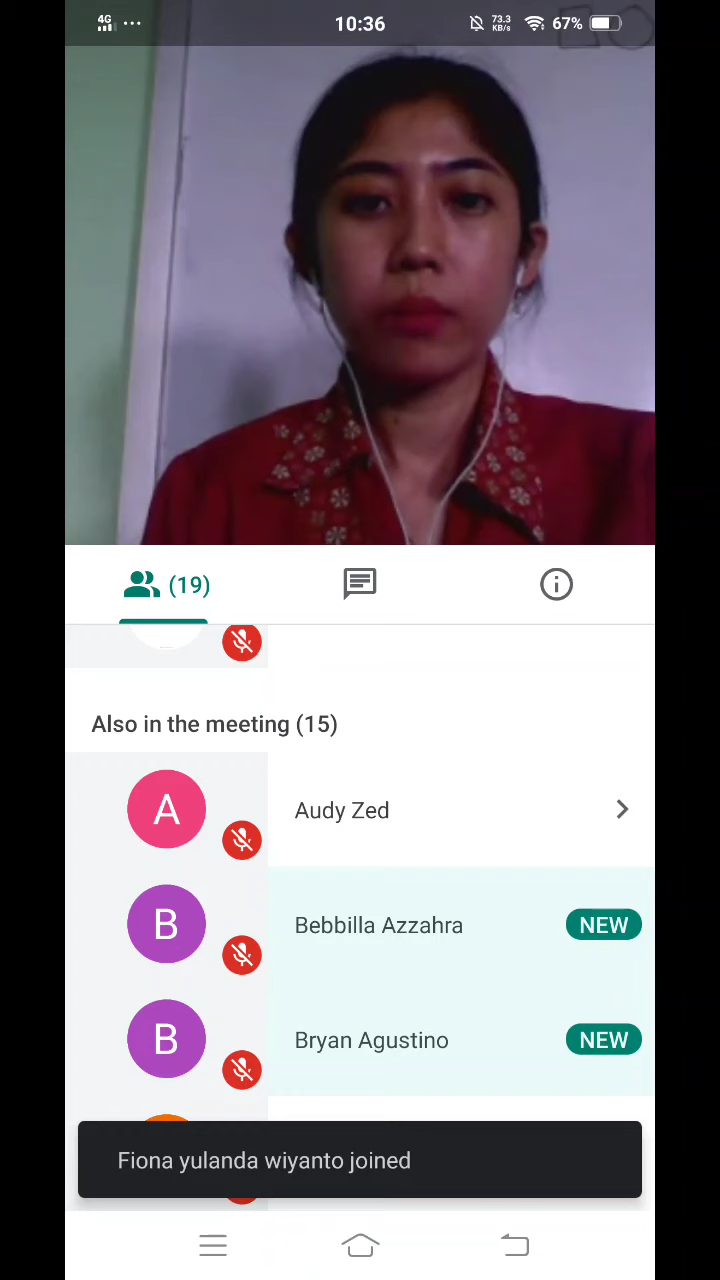 4G
10:36
73.3
KB/s
67%
(19)
Also in the meeting (15)
A
Audy Zed
B
Bebbilla Azzahra
NEW
B
Bryan Agustino
NEW
Fiona yulanda wiyanto joined